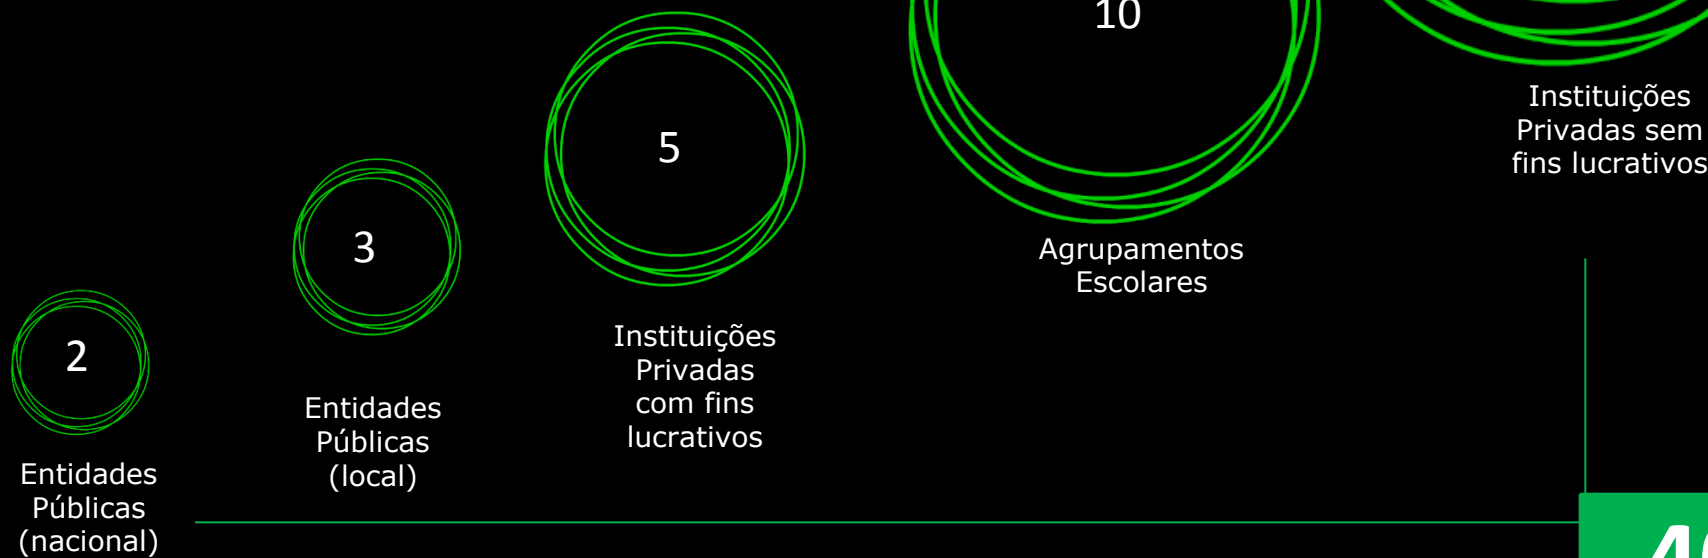 2
Entidades
Públicas
(nacional)
3
Entidades
Públicas
(local)
5
Instituições
Privadas
com fins
lucrativos
10
Agrupamentos
Escolares
Instituições
Privadas sem
fins lucrativos